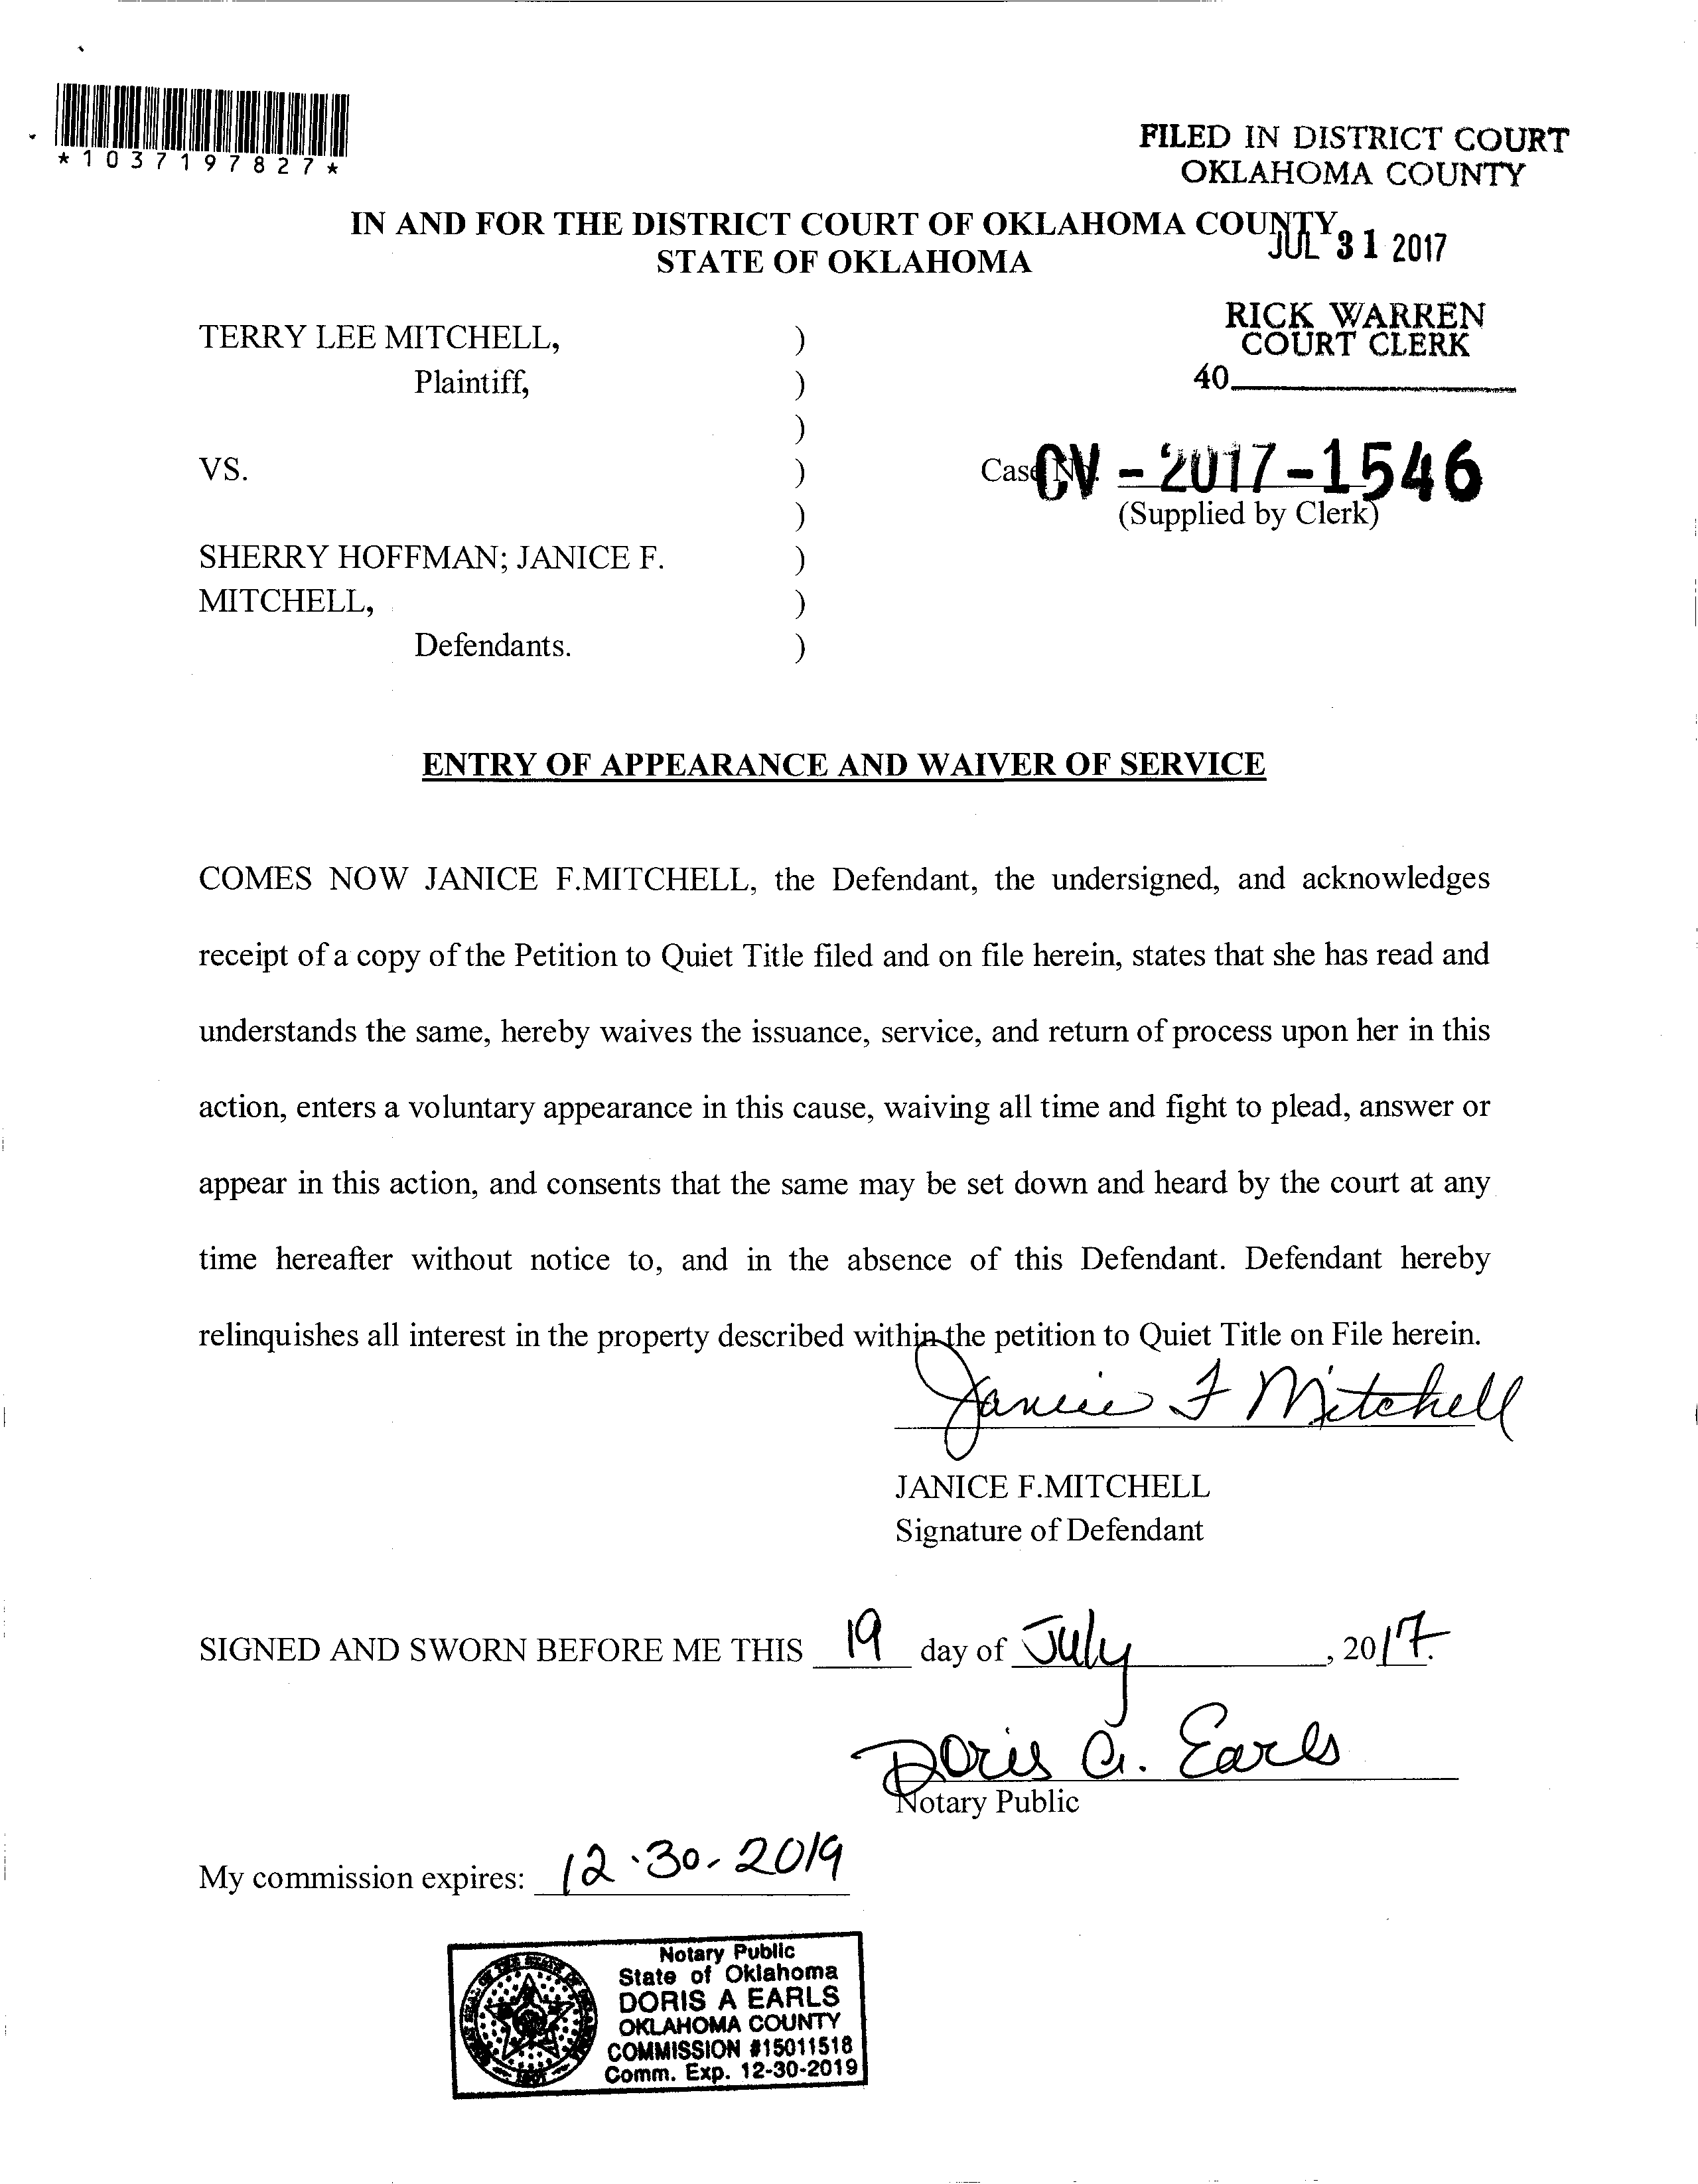 *1037197827*
FILED IN DISTRICT COURT
OKLAHOMA COUNTY
IN AND FOR THE DISTRICT COURT OF OKLAHOMA COUNTY
JUL 31 2017
STATE OF OKLAHOMA
RICK WARREN
COURT CLERK
40
TERRY LEE MITCHELL, )
Plaintiff, )
)
VS. )
Case No. CV-2017-1546
(Supplied by Clerk)
)
SHERRY HOFFMAN; JANICE F. )
MITCHELL, )
Defendants. )
ENTRY OF APPEARANCE AND WAIVER OF SERVICE
COMES NOW JANICE F.MITCHELL, the Defendant, the undersigned, and acknowledges
receipt of a copy of the Petition to Quiet Title filed and on file herein, states that she has read and
understands the same, hereby waives the issuance, service, and return of process upon her in this
action, enters a voluntary appearance in this cause, waiving all time and fight to plead, answer or
appear in this action, and consents that the same may be set down and heard by the court at any
time hereafter without notice to, and in the absence of this Defendant. Defendant hereby
relinquishes all interest in the property described within the petition to Quiet Title on File herein.
Janice F Mitchell
JANICE F.MITCHELL
Signature of Defendant
SIGNED AND SWORN BEFORE ME THIS 19 day of July, 2017.
Doris A. Earls
Notary Public
My commission expires: 12-30-2019
Notary Public
State of Oklahoma
DORIS A EARLS
OKLAHOMA COUNTY
COMMISSION #15011518
Comm. Exp. 12-30-2019